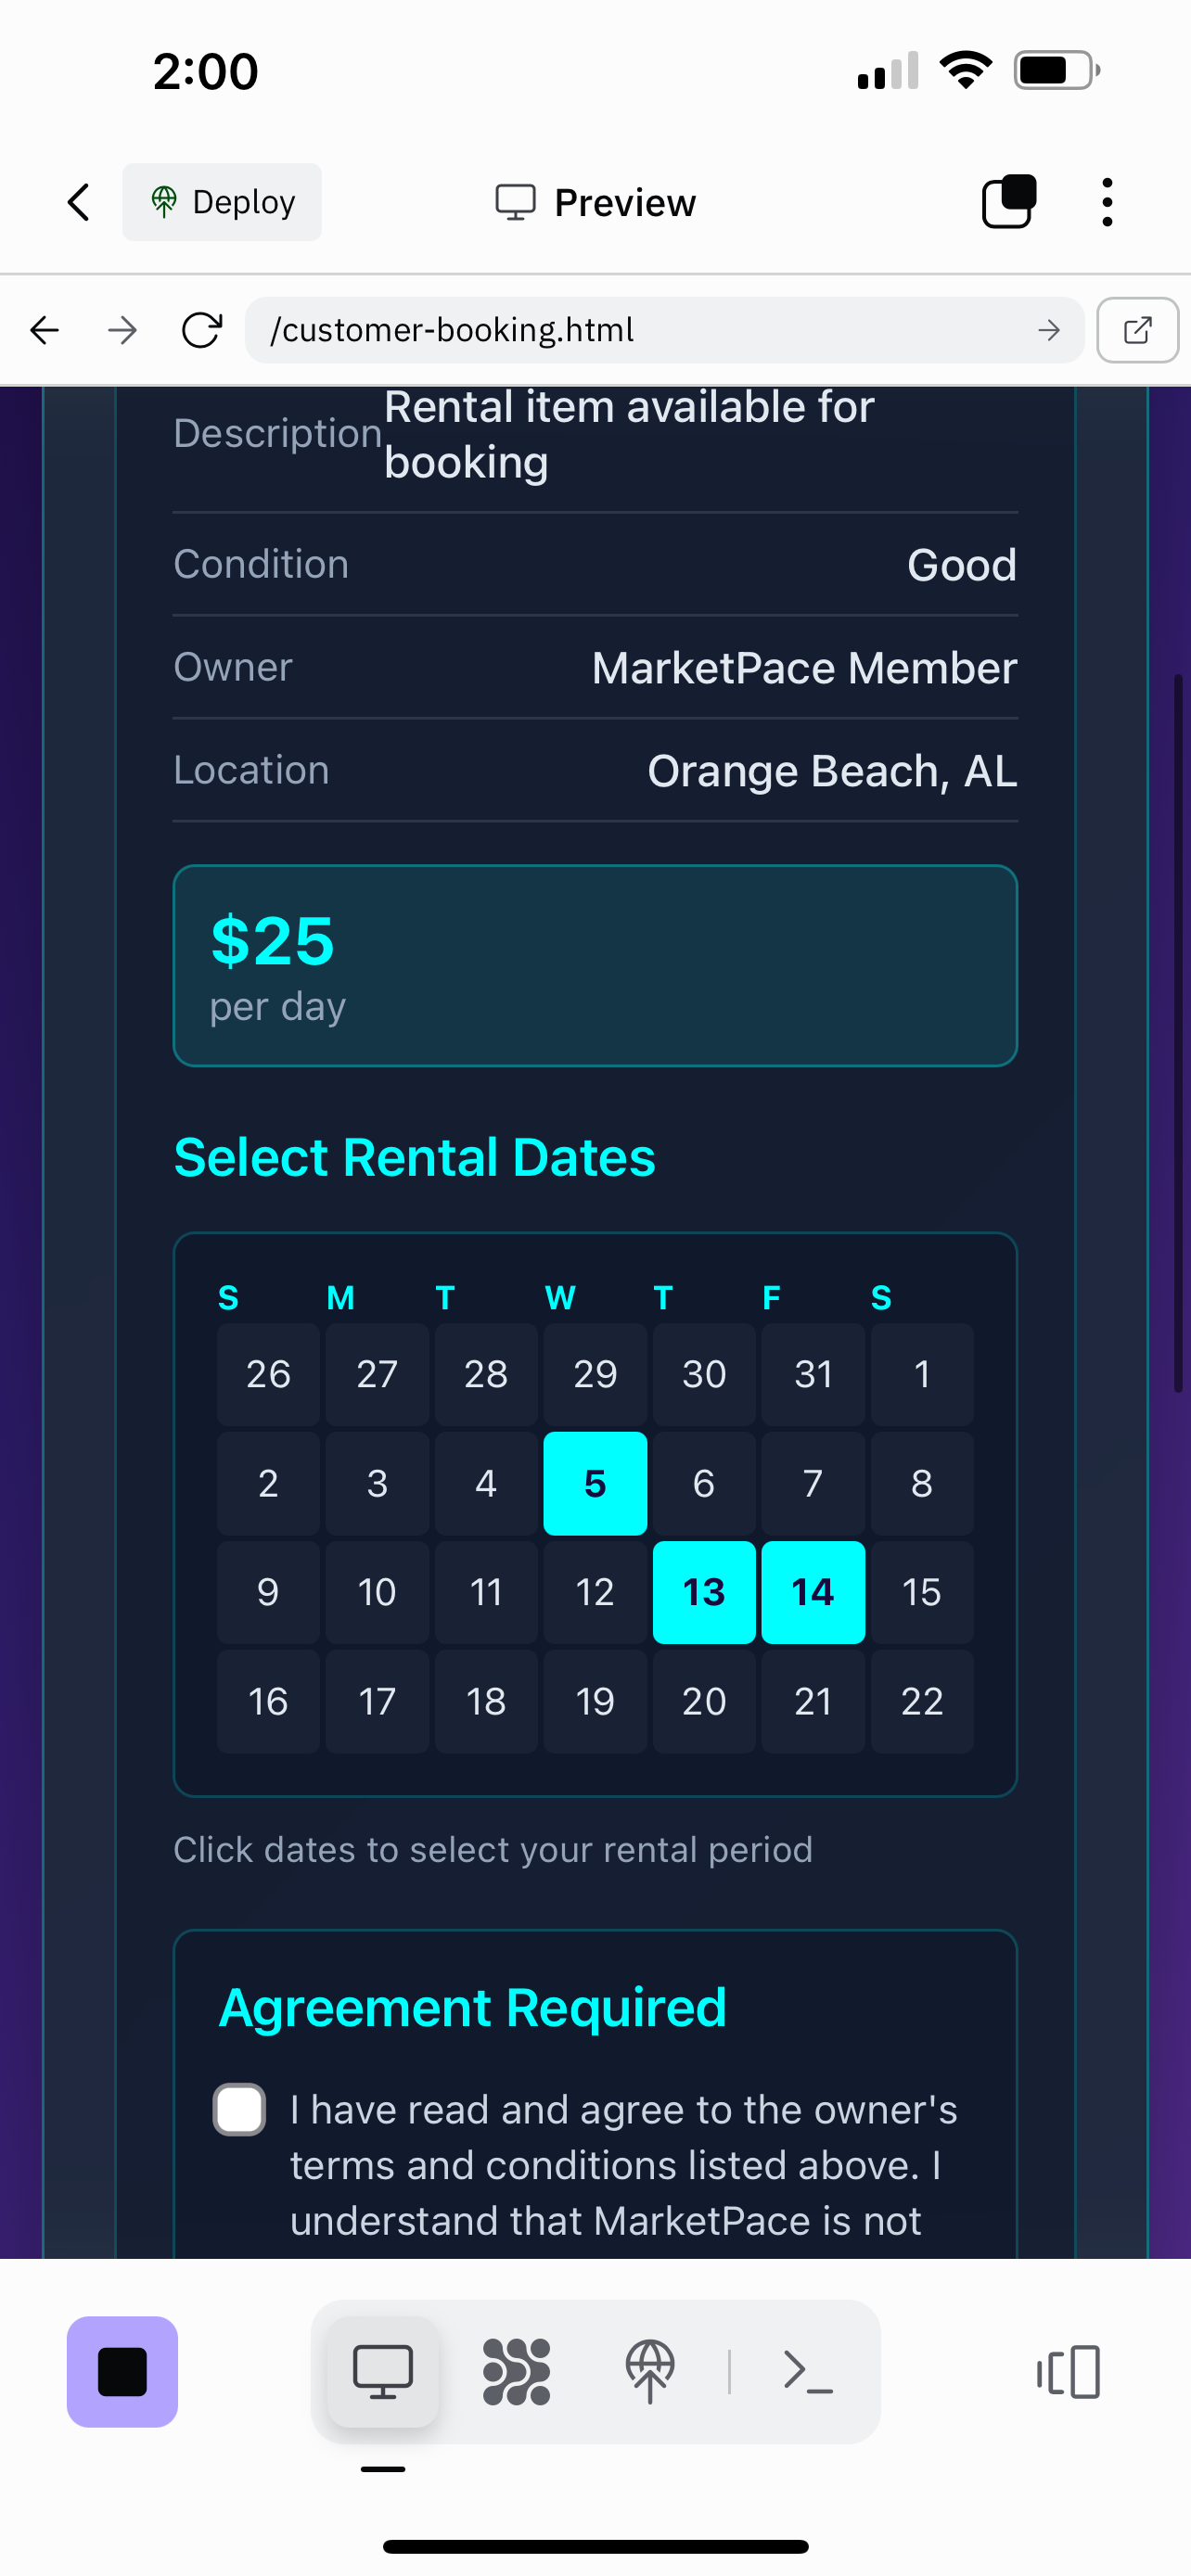 2:00
Deploy
Preview
/customer-booking.html
Description Rental item available for
booking
Condition Good
Owner MarketPace Member
Location Orange Beach, AL
$25
per day
Select Rental Dates
S M T W T F S
26 27 28 29 30 31 1
2 3 4 5 6 7 8
9 10 11 12 13 14 15
16 17 18 19 20 21 22
Click dates to select your rental period
Agreement Required
I have read and agree to the owner's
terms and conditions listed above. I
understand that MarketPace is not